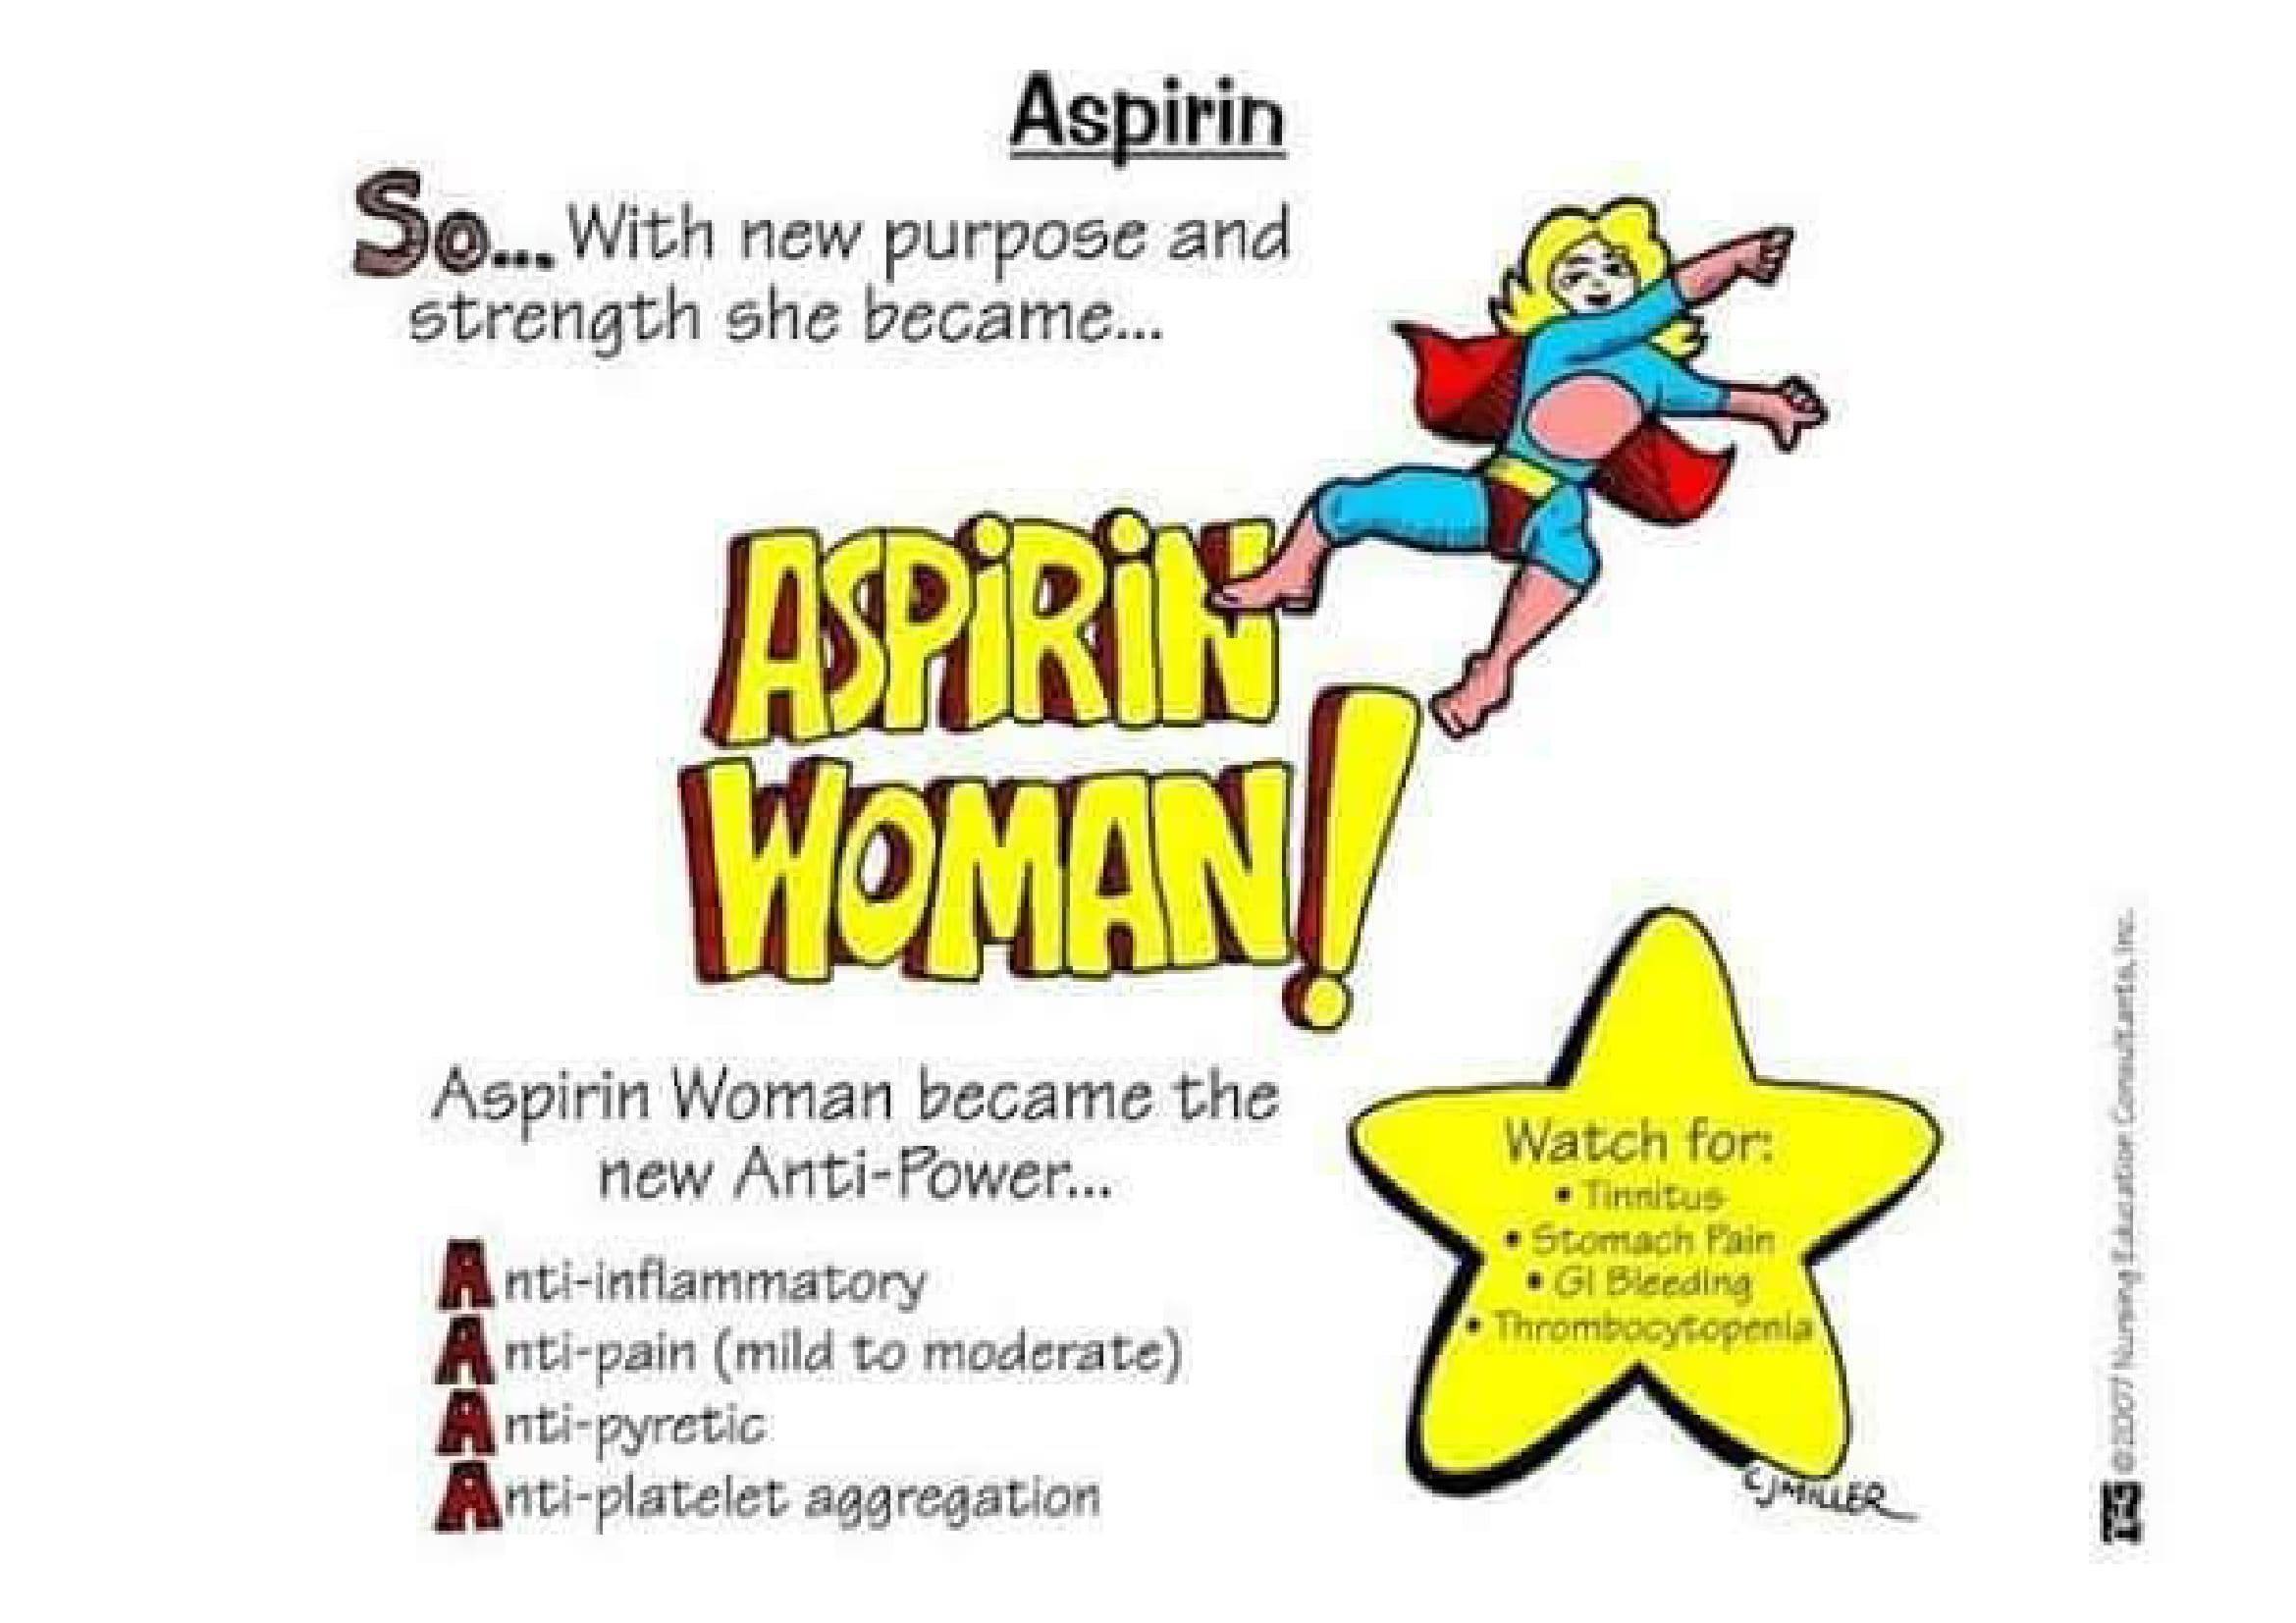 Aspirin
So... With new purpose and
strength she became...
ASPiRiN
WOMAN!
Aspirin Woman became the
new Anti-Power...
Anti-inflammatory
Anti-pain (mild to moderate)
Anti-pyretic
Anti-platelet aggregation
Watch for:
• Tinnitus
• Stomach Pain
• GI Bleeding
• Thrombocytopenia
CJMILLER
©2007 Nursing Education Consultants, Inc.